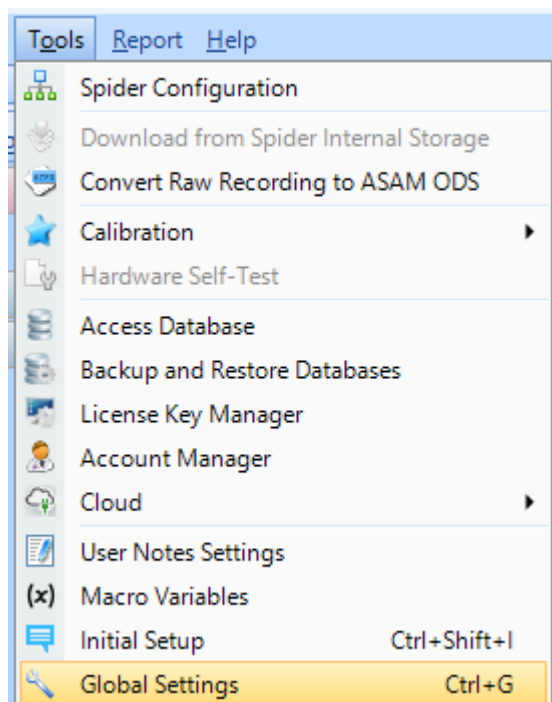 Tools Report Help
Spider Configuration
Download from Spider Internal Storage
Convert Raw Recording to ASAM ODS
Calibration
Hardware Self-Test
Access Database
Backup and Restore Databases
License Key Manager
Account Manager
Cloud
User Notes Settings
(x) Macro Variables
Initial Setup Ctrl+Shift+I
Global Settings Ctrl+G